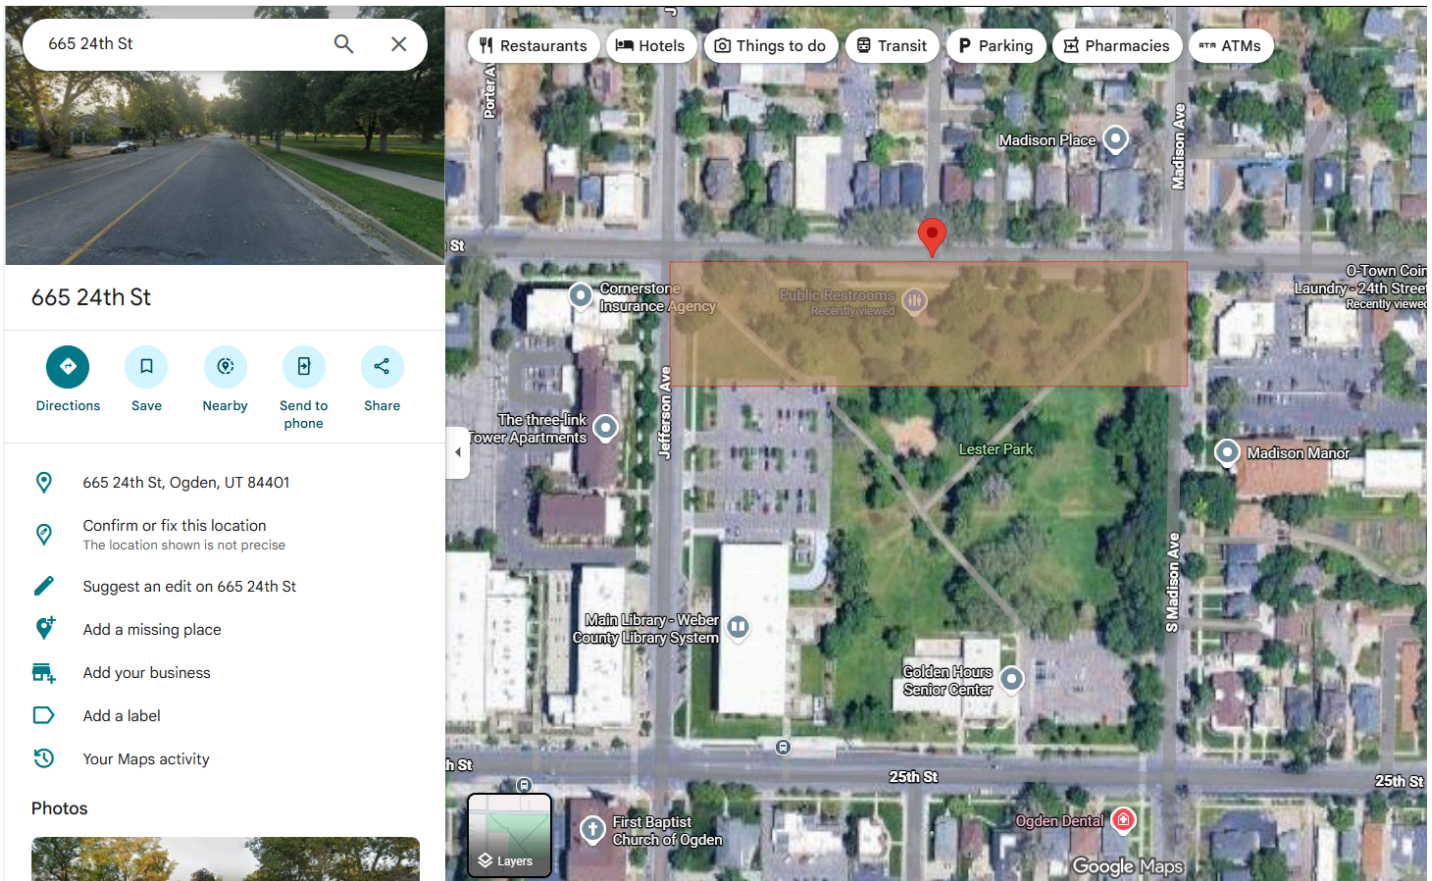 665 24th St
Restaurants
Hotels
Things to do
Transit
Parking
Pharmacies
ATM
ATMs
665 24th St
Directions
Save
Nearby
Send to
phone
Share
665 24th St, Ogden, UT 84401
Confirm or fix this location
The location shown is not precise
Suggest an edit on 665 24th St
Add a missing place
Add your business
Add a label
Your Maps activity
Photos
Porter Av
J
Madison Place
Madison Ave
St
Cornerstone
Insurance Agency
Public Restrooms
Recently viewed
O-Town Coin
Laundry - 24th Street
Recently viewed
Jefferson Ave
The three-link
Tower Apartments
Lester Park
Madison Manor
S Madison Ave
Main Library - Weber
County Library System
Golden Hours
Senior Center
h St
25th St
25th St
First Baptist
Church of Ogden
Ogden Dental
Layers
Google Maps